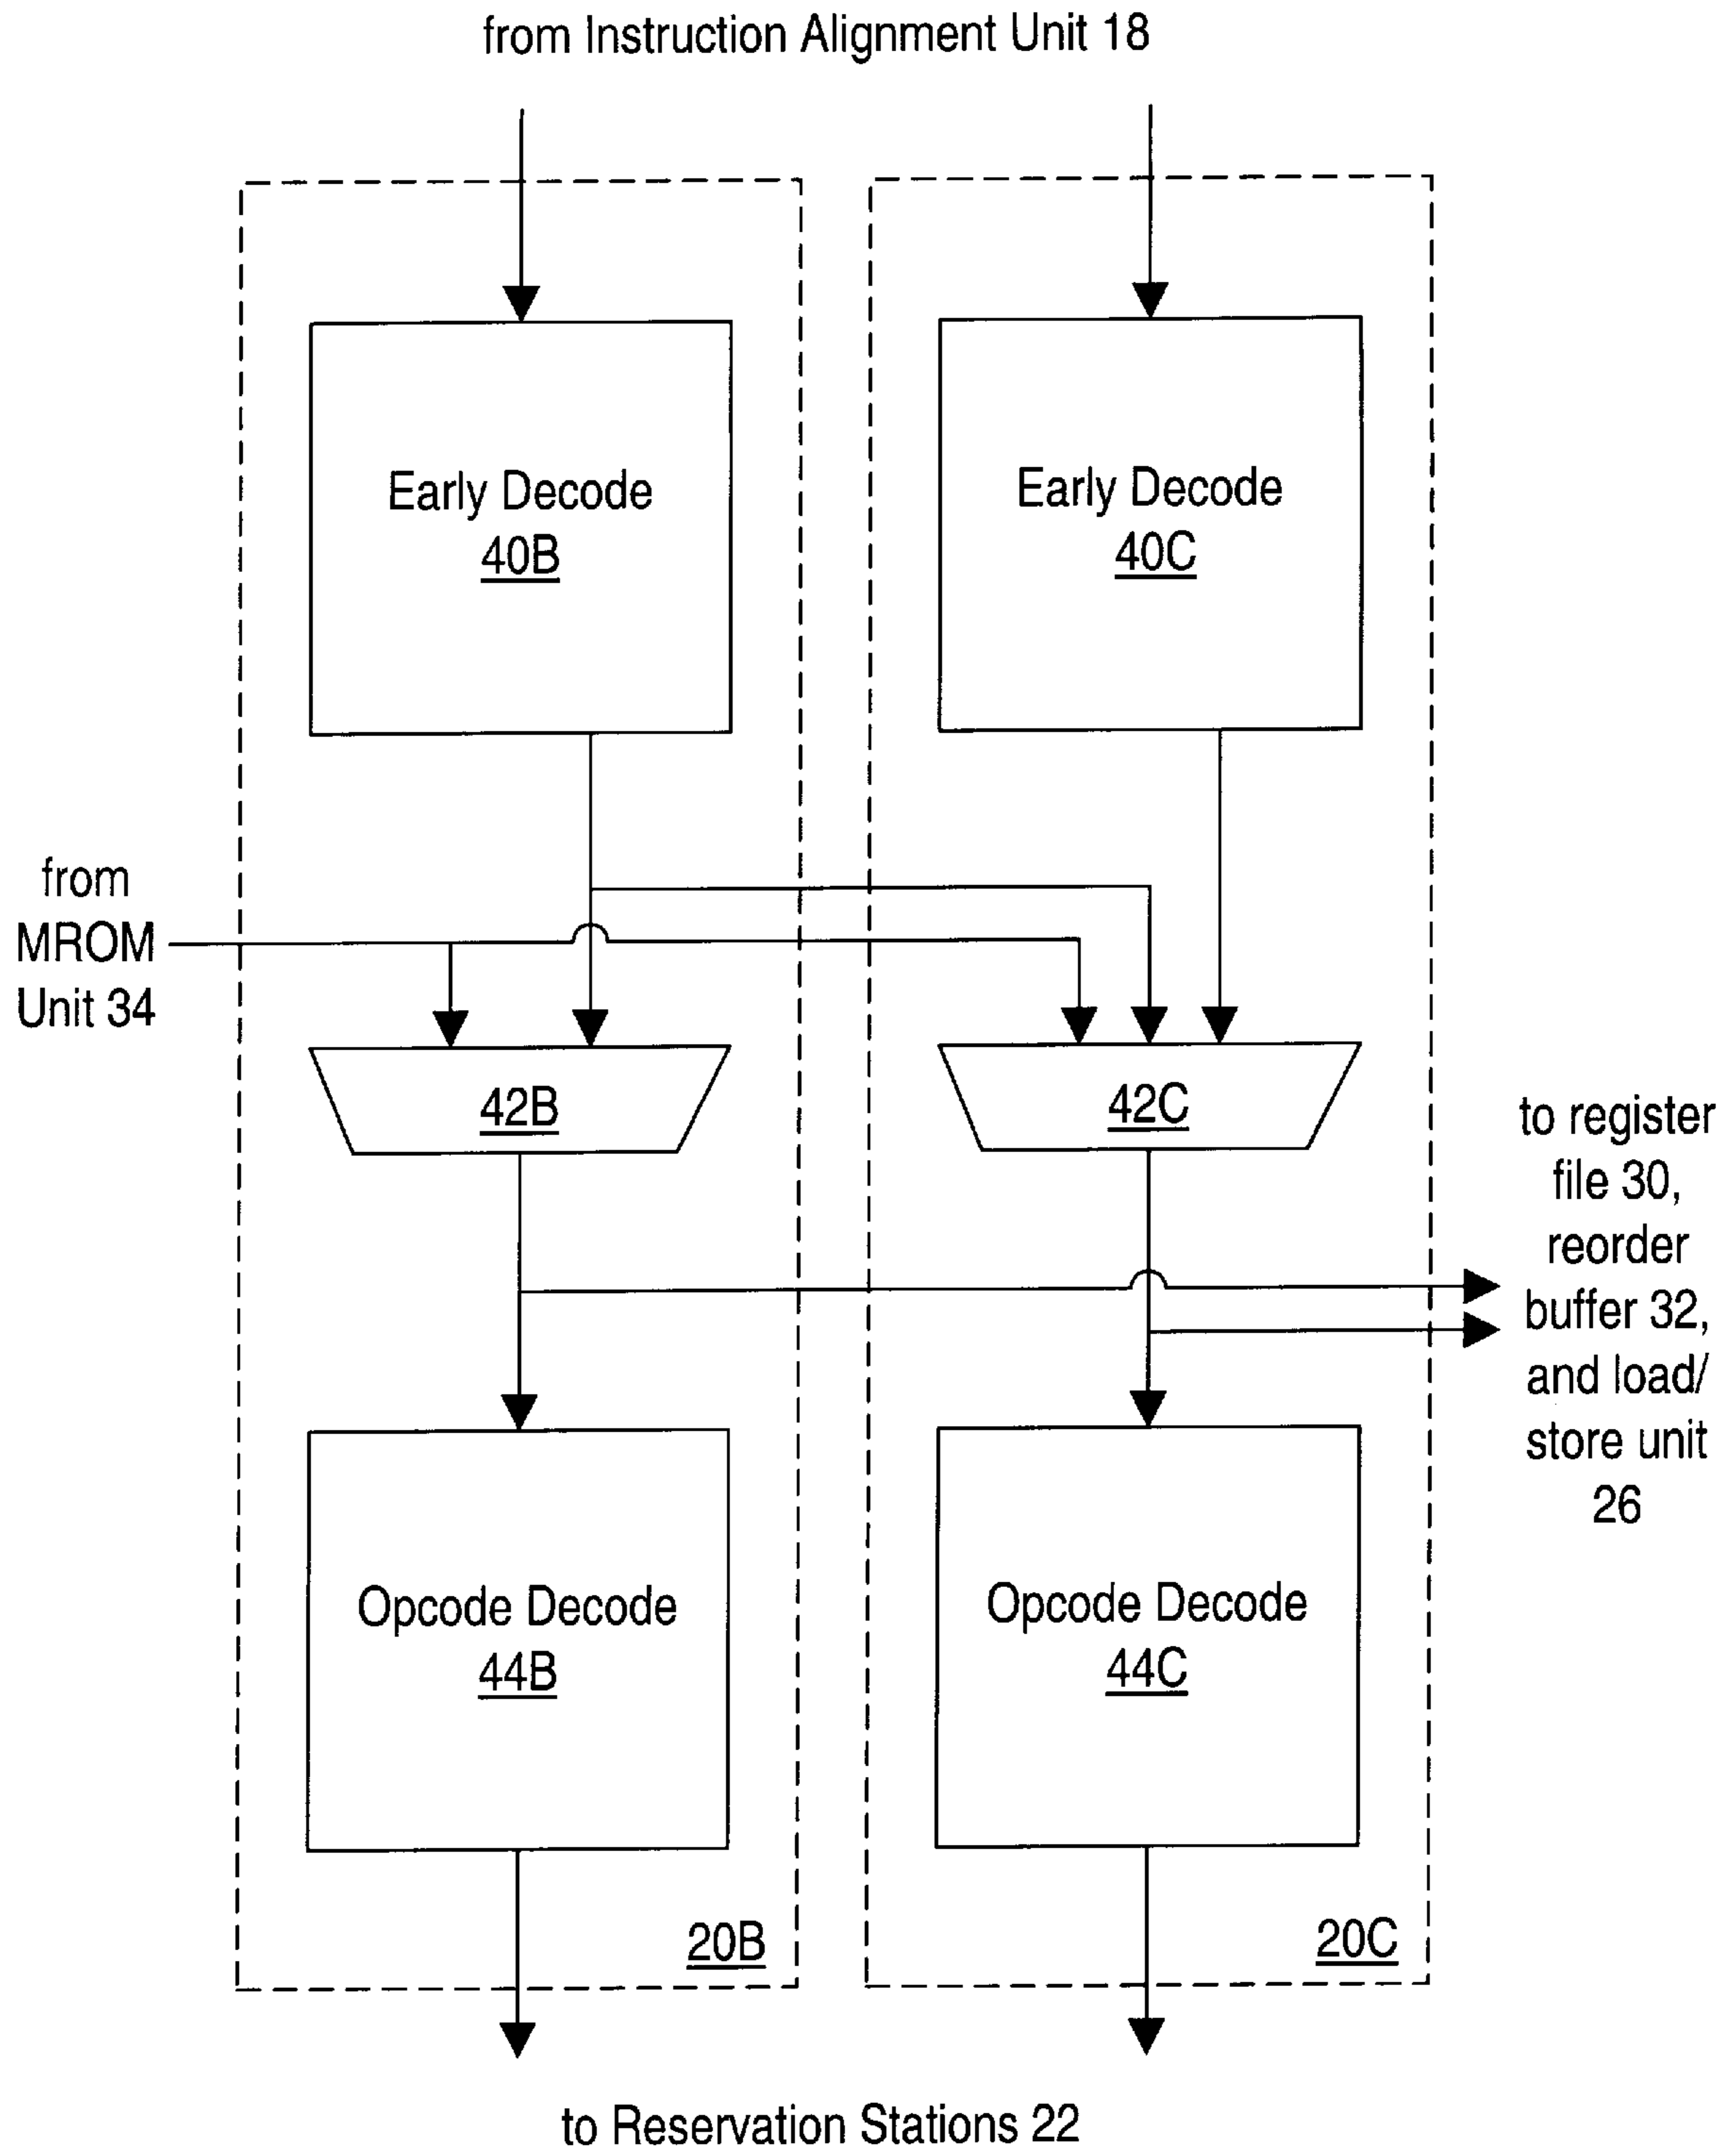 from Instruction Alignment Unit 18
Early Decode
40B
Early Decode
40C
from
MROM
Unit 34
42B
42C
to register
file 30,
reorder
buffer 32,
and load/
store unit
26
Opcode Decode
44B
Opcode Decode
44C
20B
20C
to Reservation Stations 22